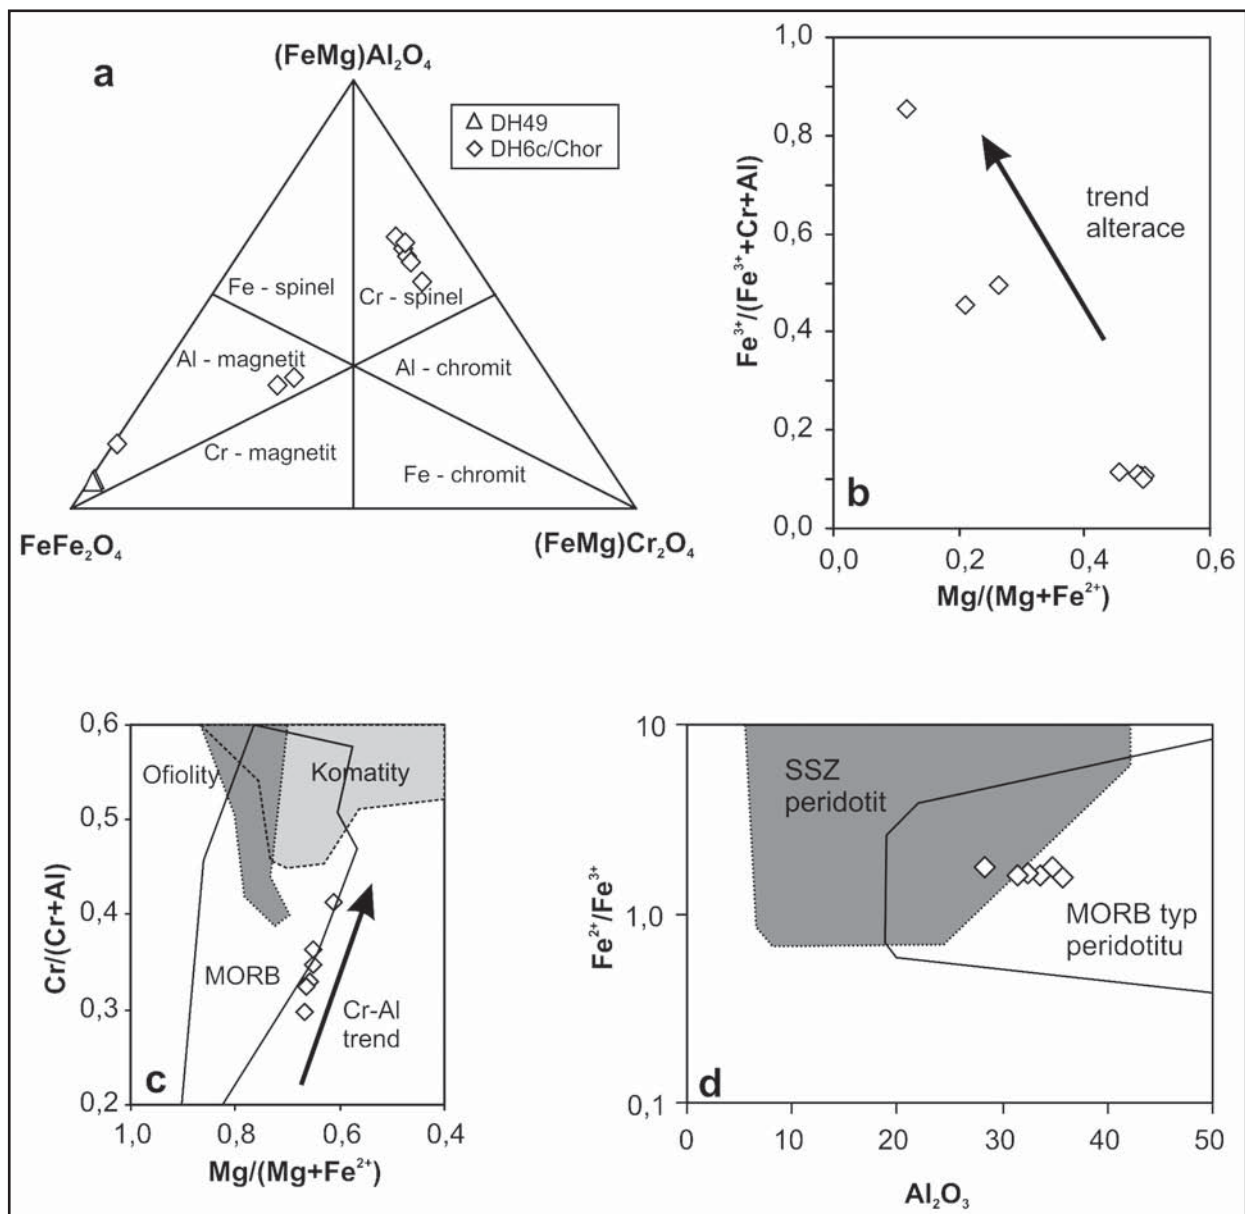 a
(FeMg)Al₂O₄
DH49
DH6c/Chor
Fe - spinel
Cr - spinel
Al - magnetit
Al - chromit
Cr - magnetit
Fe - chromit
FeFe₂O₄
(FeMg)Cr₂O₄
1,0
0,8
0,6
0,4
0,2
0,0
Fe³⁺/(Fe³⁺+Cr+Al)
trend
alterace
b
0,0
0,2
0,4
0,6
Mg/(Mg+Fe²⁺)
0,6
0,5
0,4
0,3
0,2
Cr/(Cr+Al)
Ofiolity
Komatity
MORB
Cr-Al
trend
c
1,0
0,8
0,6
0,4
Mg/(Mg+Fe²⁺)
10
1,0
0,1
Fe²⁺/Fe³⁺
SSZ
peridotit
MORB typ
peridotitu
d
0
10
20
30
40
50
Al₂O₃